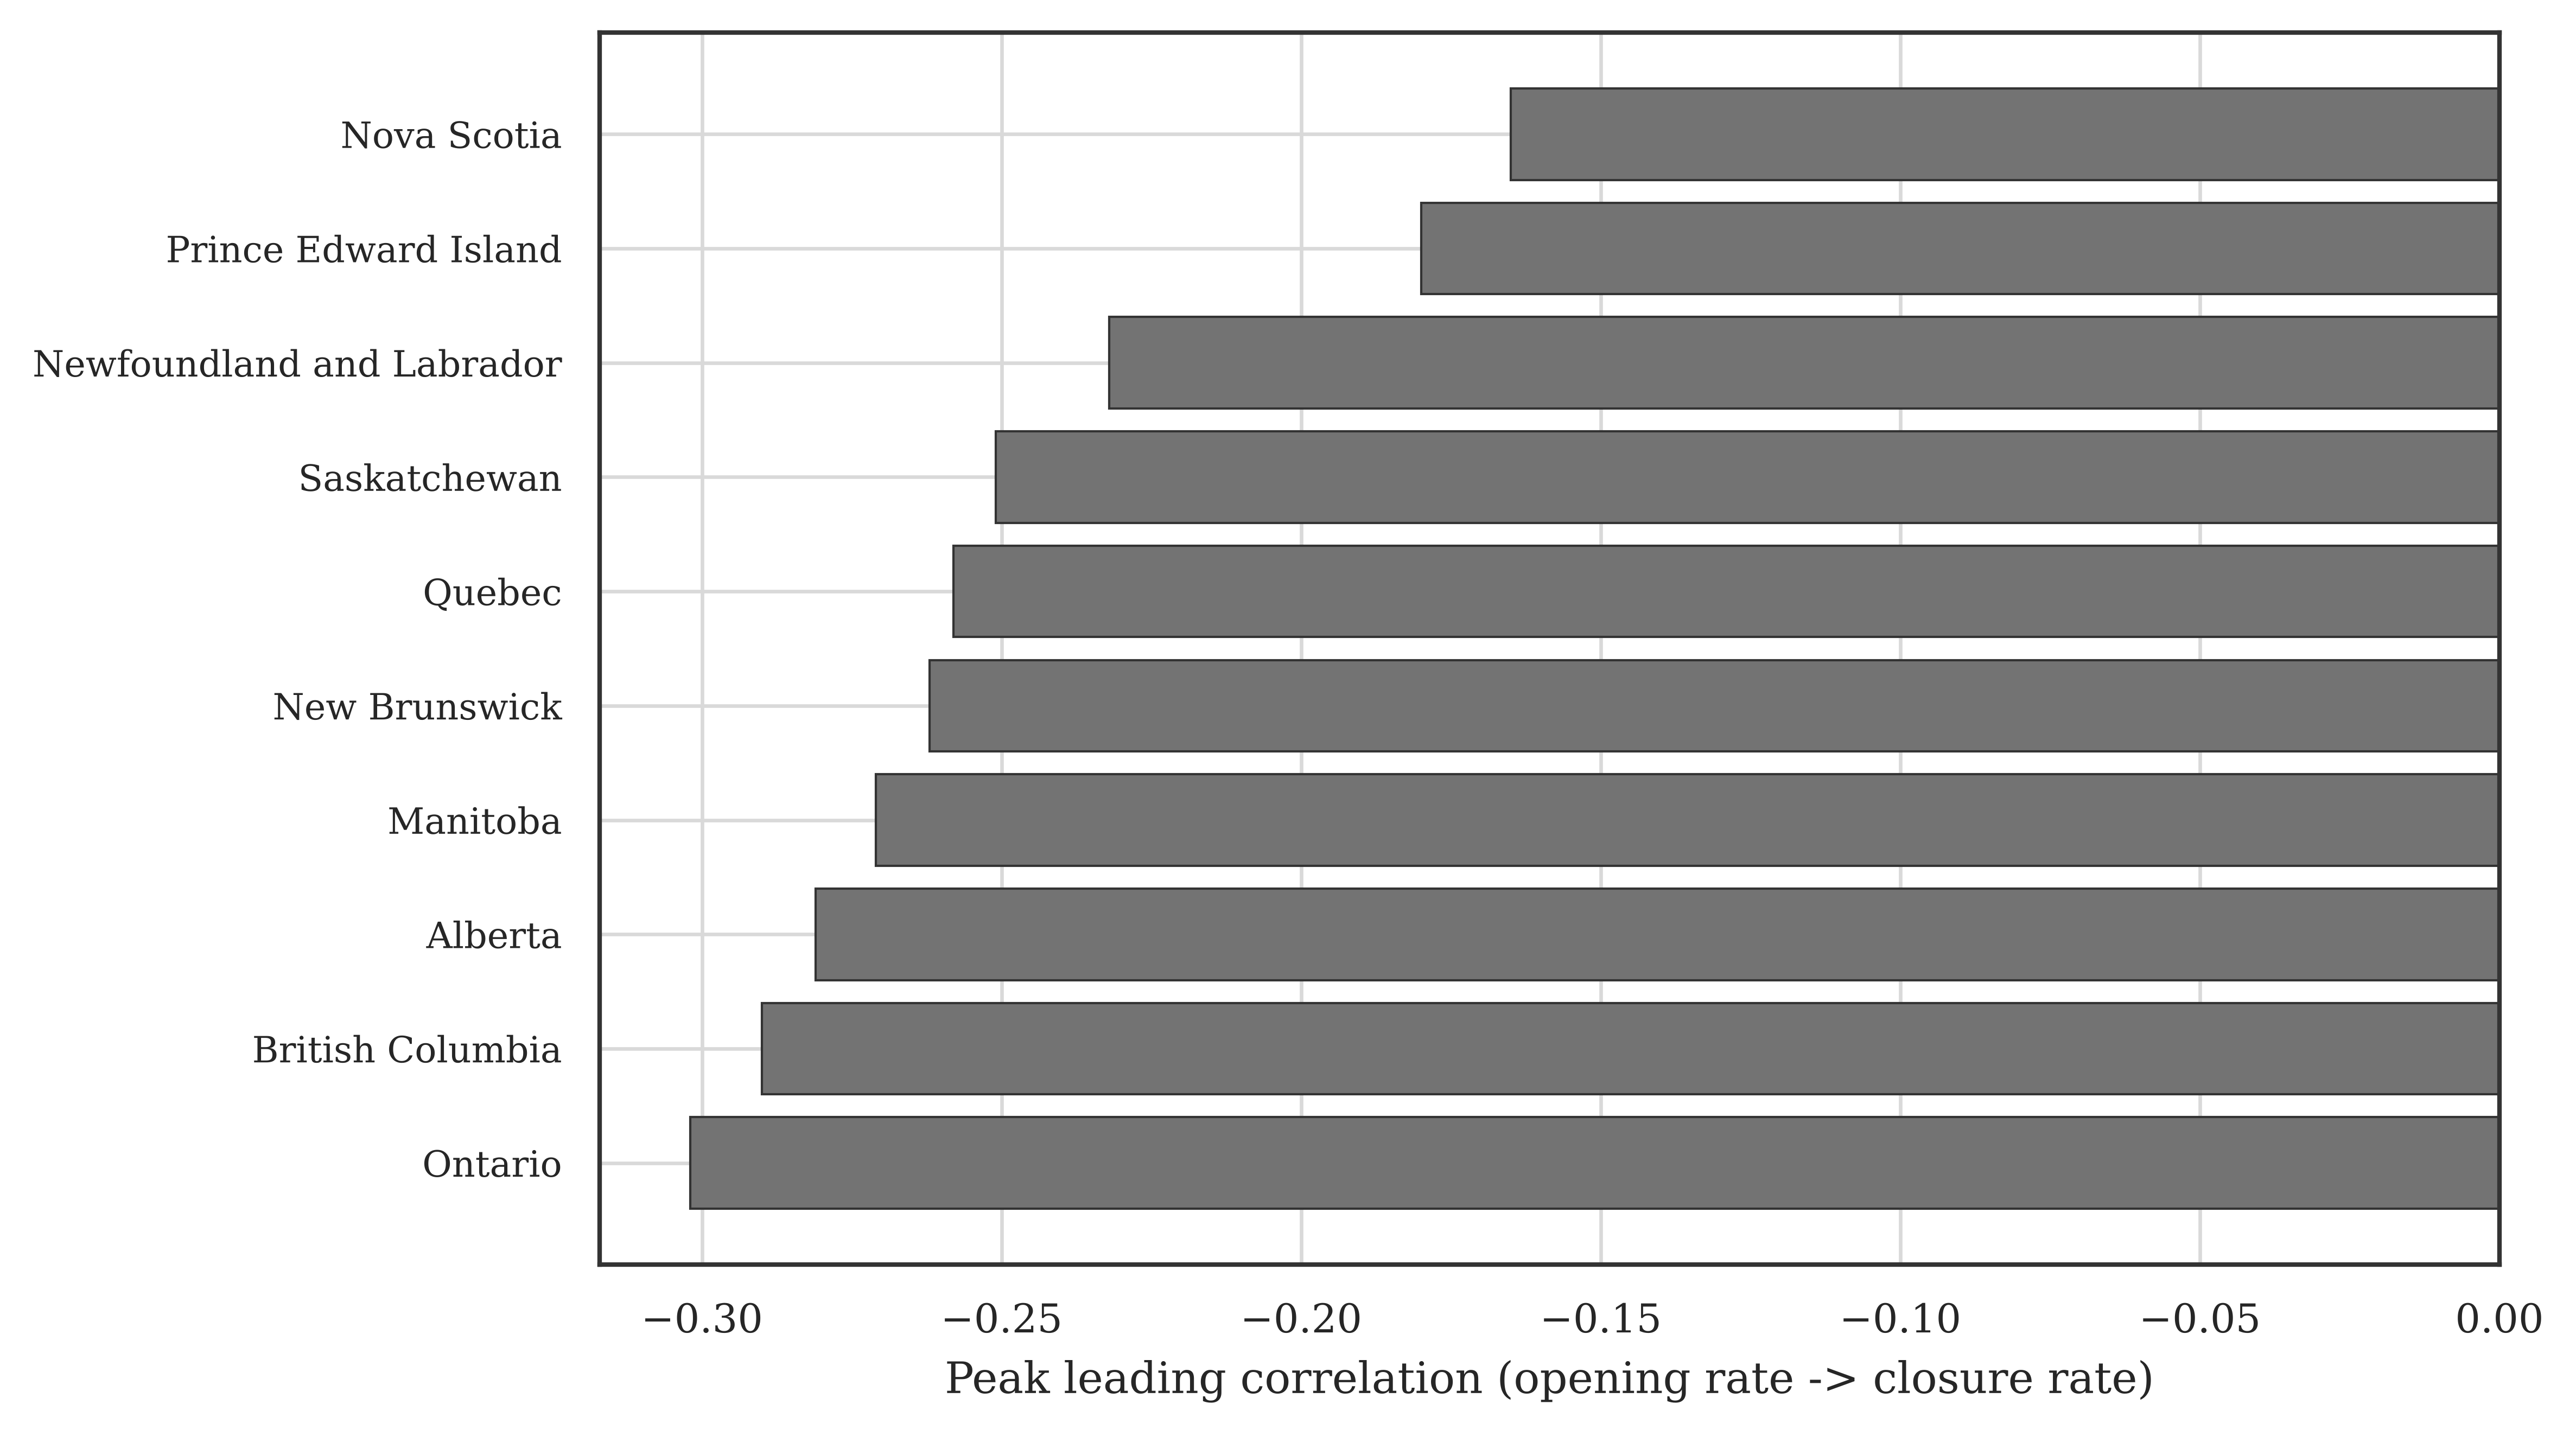 Nova Scotia
Prince Edward Island
Newfoundland and Labrador
Saskatchewan
Quebec
New Brunswick
Manitoba
Alberta
British Columbia
Ontario
−0.30 −0.25 −0.20 −0.15 −0.10 −0.05 0.00
Peak leading correlation (opening rate -> closure rate)